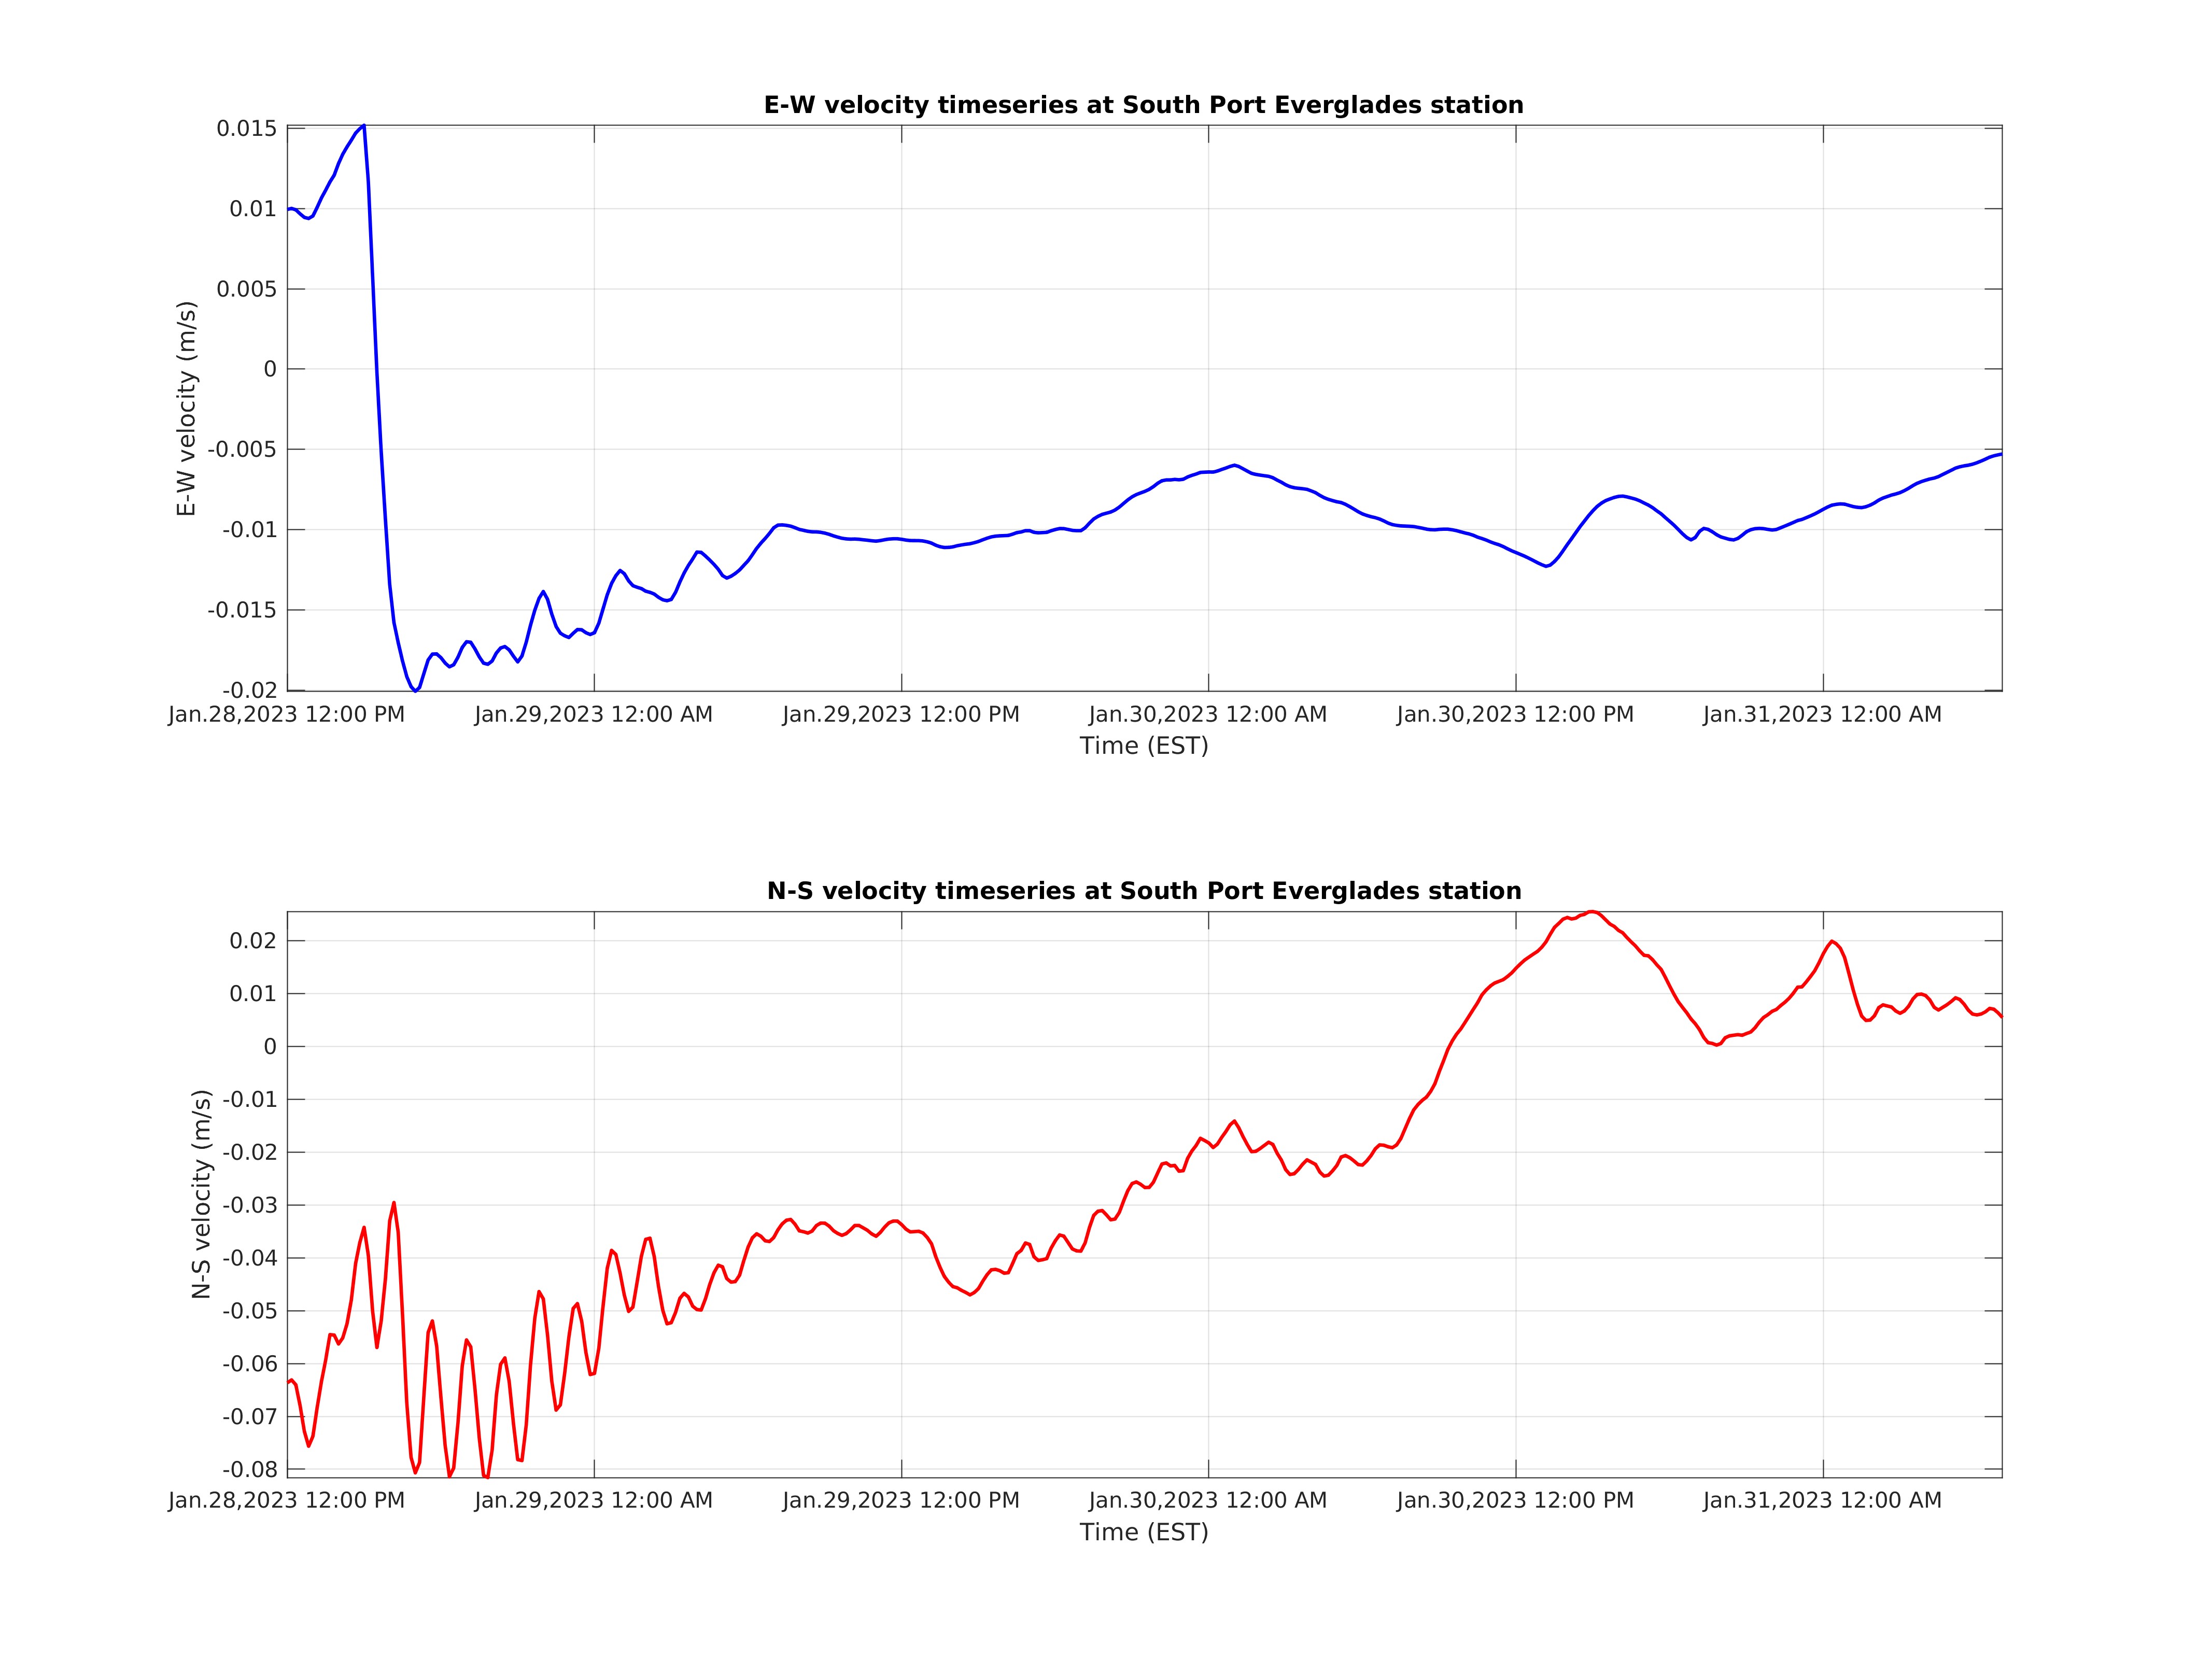 E-W velocity timeseries at South Port Everglades station
0.015
0.01
0.005
0
-0.005
-0.01
-0.015
-0.02
E-W velocity (m/s)
Jan.28,2023 12:00 PM Jan.29,2023 12:00 AM Jan.29,2023 12:00 PM Jan.30,2023 12:00 AM Jan.30,2023 12:00 PM Jan.31,2023 12:00 AM
Time (EST)
N-S velocity timeseries at South Port Everglades station
0.02
0.01
0
-0.01
-0.02
-0.03
-0.04
-0.05
-0.06
-0.07
-0.08
N-S velocity (m/s)
Jan.28,2023 12:00 PM Jan.29,2023 12:00 AM Jan.29,2023 12:00 PM Jan.30,2023 12:00 AM Jan.30,2023 12:00 PM Jan.31,2023 12:00 AM
Time (EST)